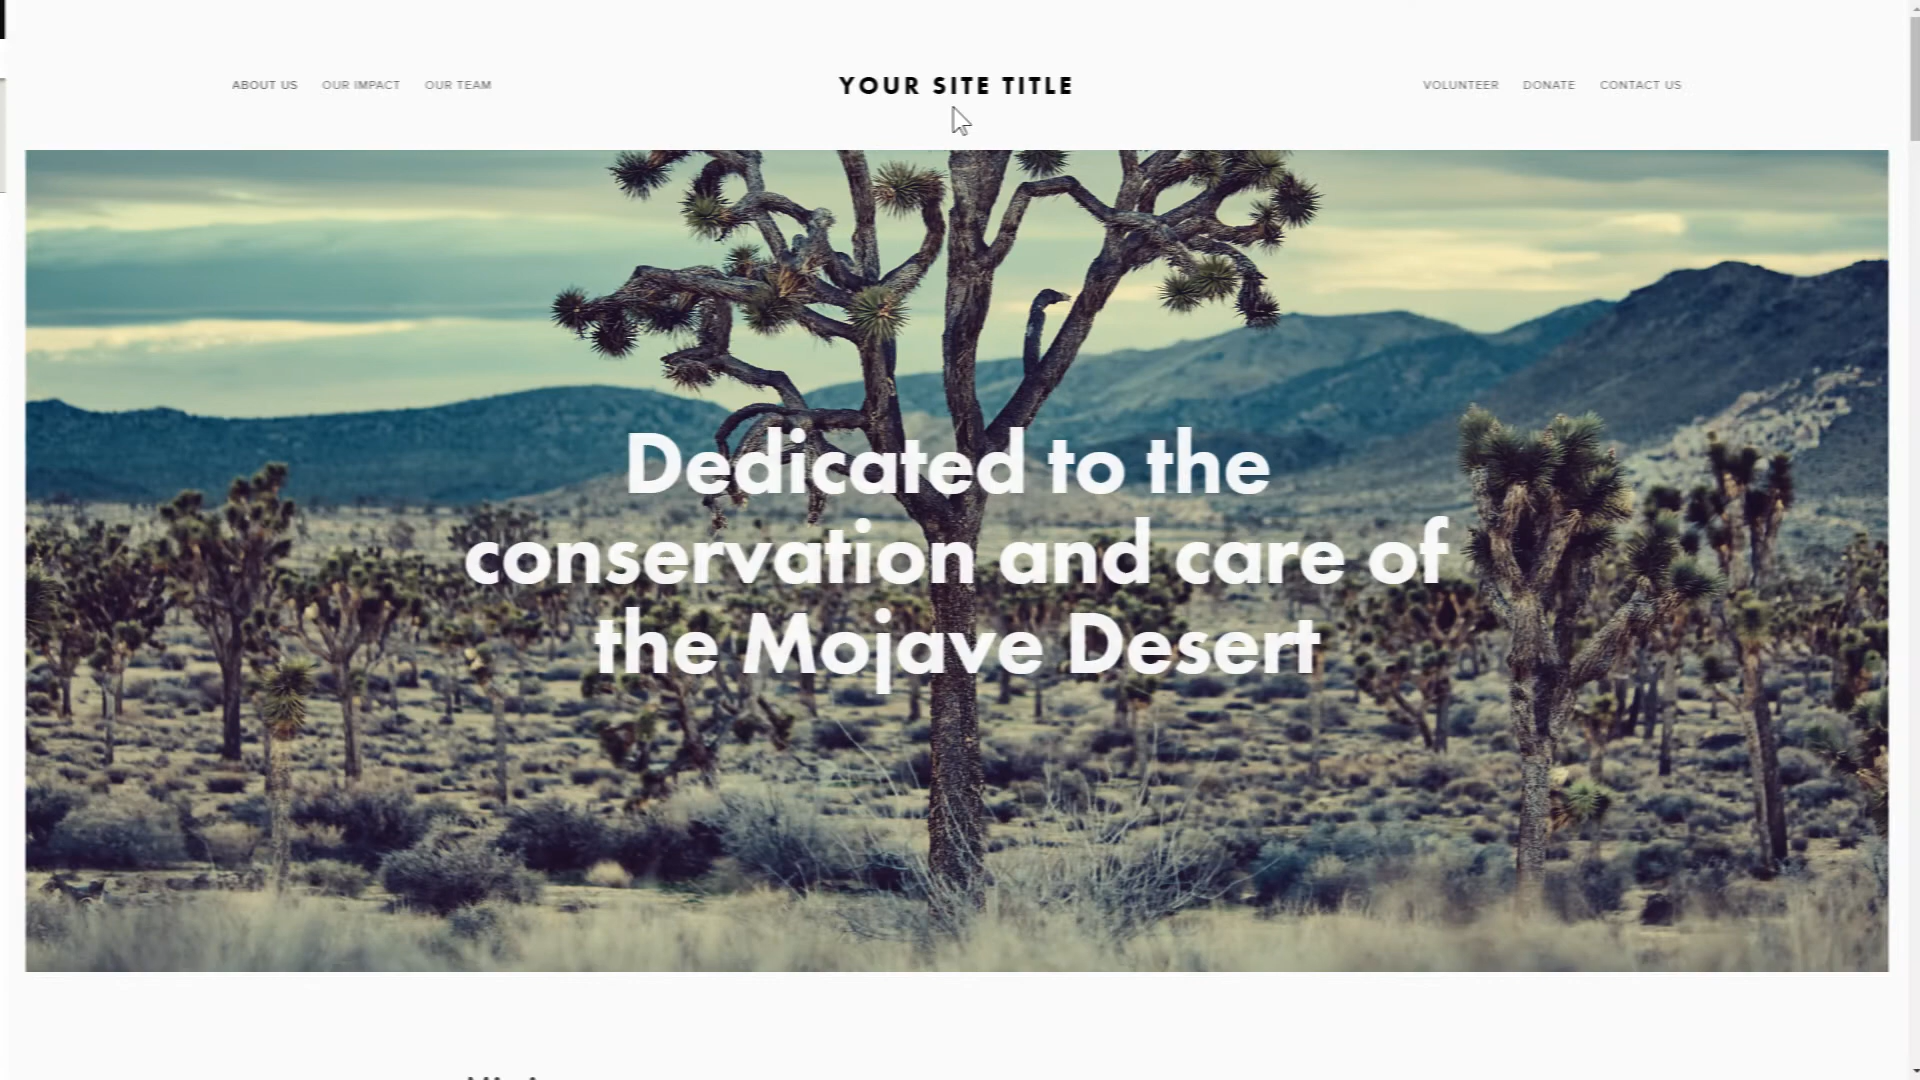 ABOUT US OUR IMPACT OUR TEAM YOUR SITE TITLE VOLUNTEER DONATE CONTACT US
Dedicated to the
conservation and care of
the Mojave Desert